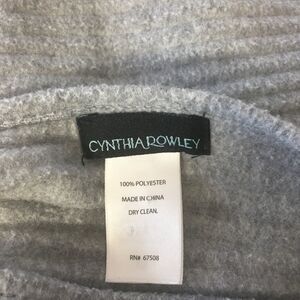 CYNTHIA ROWLEY
100% POLYESTER
MADE IN CHINA
DRY CLEAN.
RN# 67508